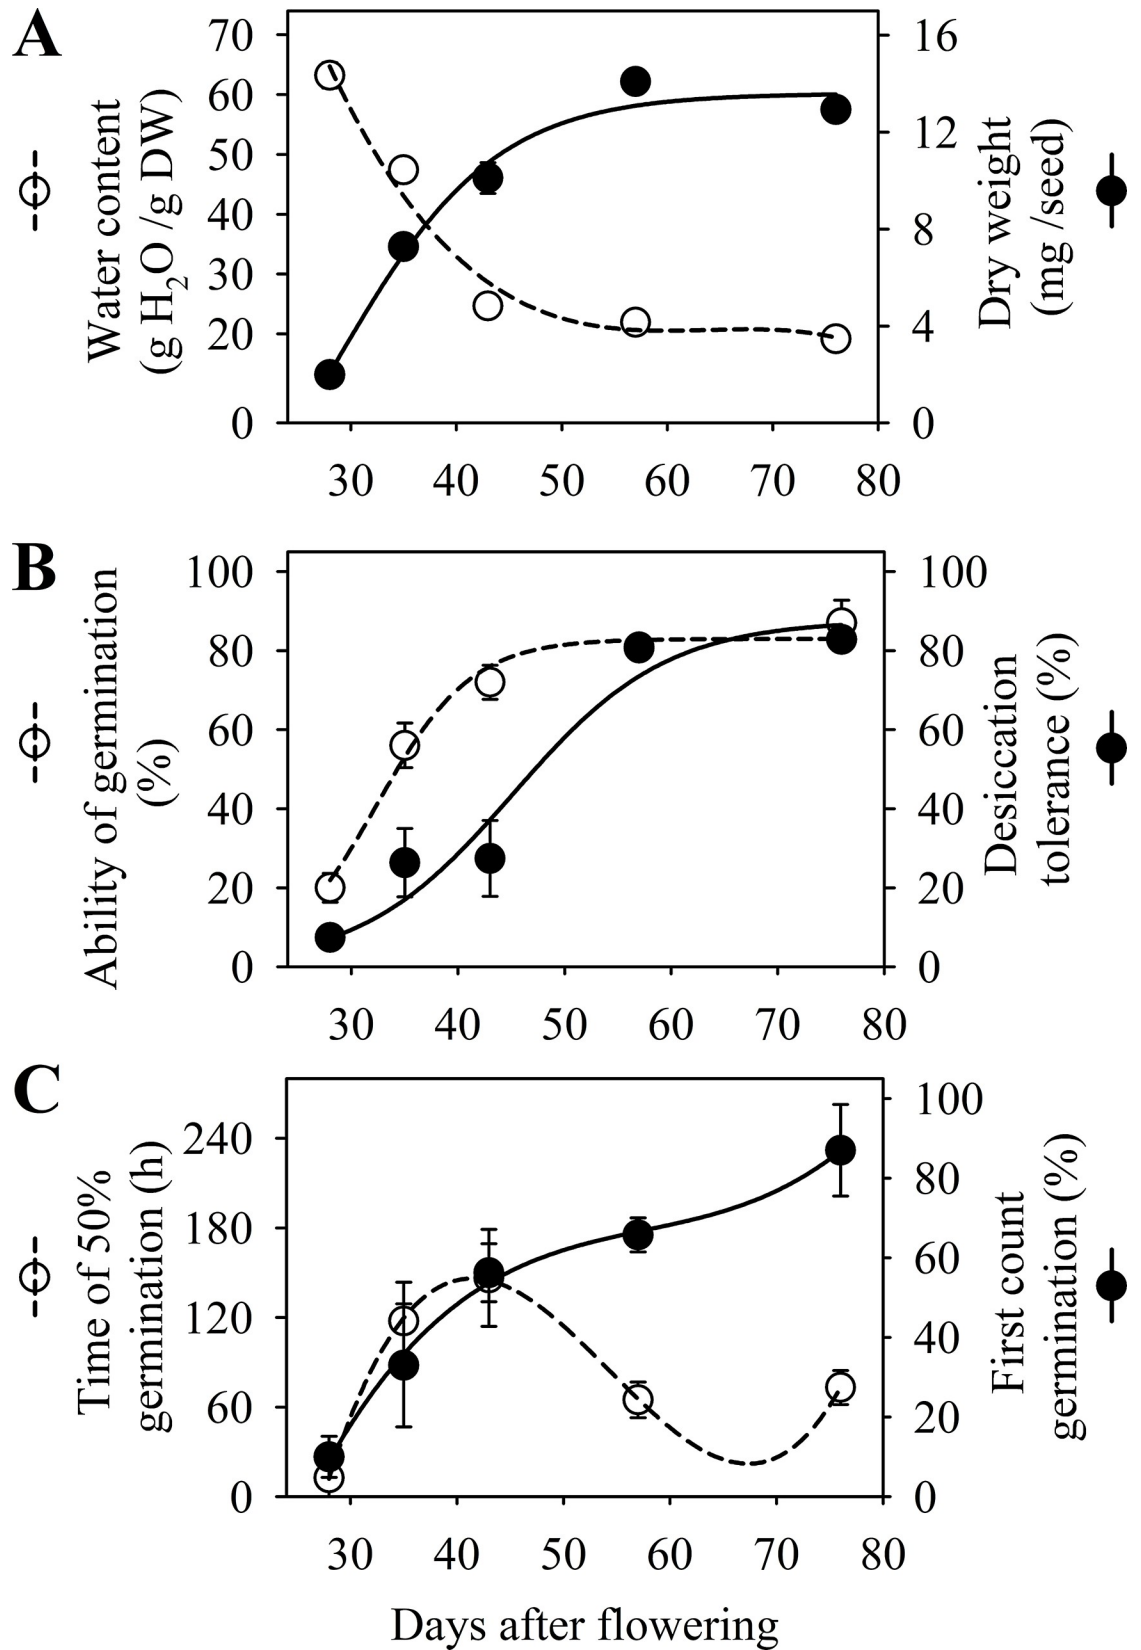 A
Water content
(g H₂O/g DW)
70
60
50
40
30
20
0
16
12
8
4
0
Dry weight
(mg /seed)
30 40 50 60 70 80
B
Ability of germination
(%)
100
80
60
40
20
0
100
80
60
40
20
0
Desiccation
tolerance (%)
30 40 50 60 70 80
C
Time of 50%
germination (h)
240
180
120
60
0
100
80
60
40
20
0
First count
germination (%)
30 40 50 60 70 80
Days after flowering